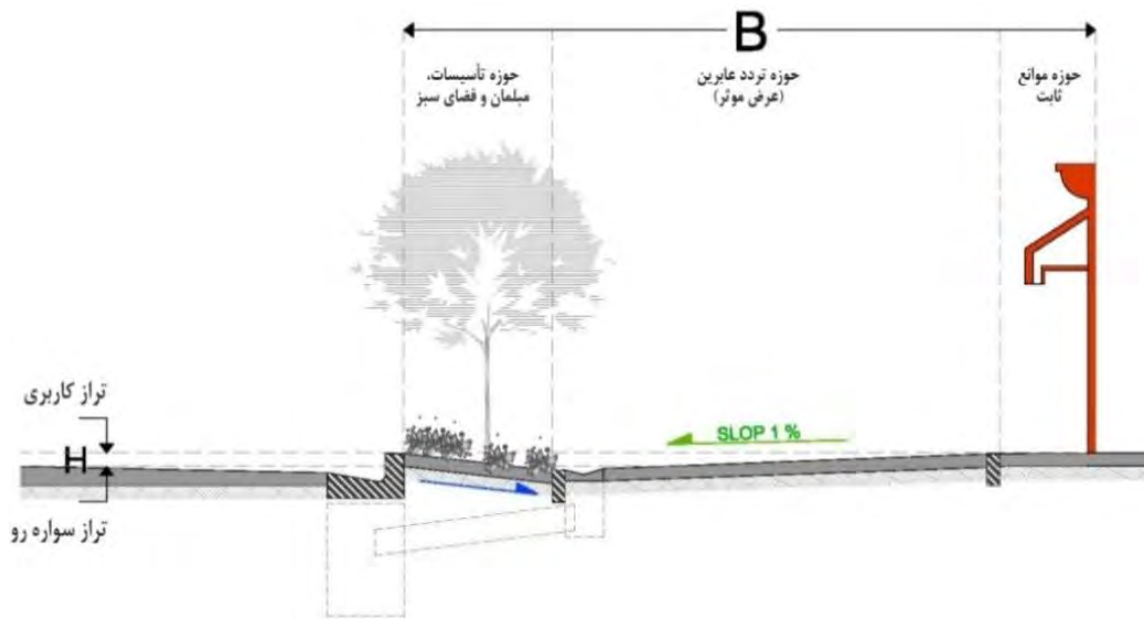 B
حوزه موانع
ثابت
حوزه تردد عابرین
(عرض موثر)
حوزه تأسیسات،
مبلمان و فضای سبز
تراز کاربری
H
تراز سواره رو
SLOP 1 %